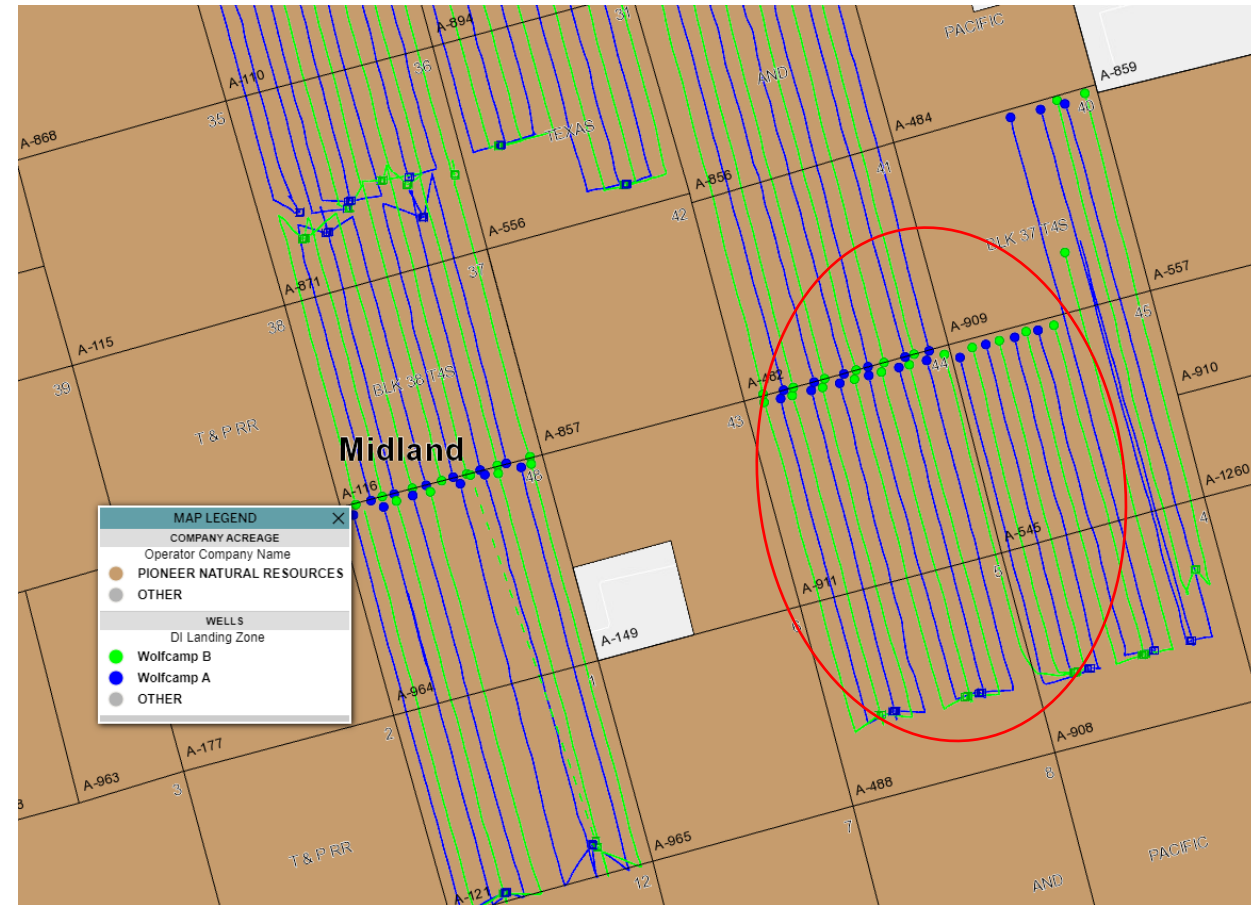 PACIFIC
31
A-894
36
A-859
AND
A-110
40
A-484
35
TEXAS
A-868
41
A-856
42
A-556
BLK 37 T4S
37
A-557
A-871
38
46
A-909
A-115
44
A-910
39
BLK 38 T4S
A-482
43
T & P RR
A-857
Midland
48
A-116
A-1260
4
A-545
5
A-911
6
A-149
1
A-964
2
A-908
A-177
8
A-963
3
A-488
7
A-965
PACIFIC
T & P RR
12
AND
A-121
MAP LEGEND
COMPANY ACREAGE
Operator Company Name
PIONEER NATURAL RESOURCES
OTHER
WELLS
DI Landing Zone
Wolfcamp B
Wolfcamp A
OTHER